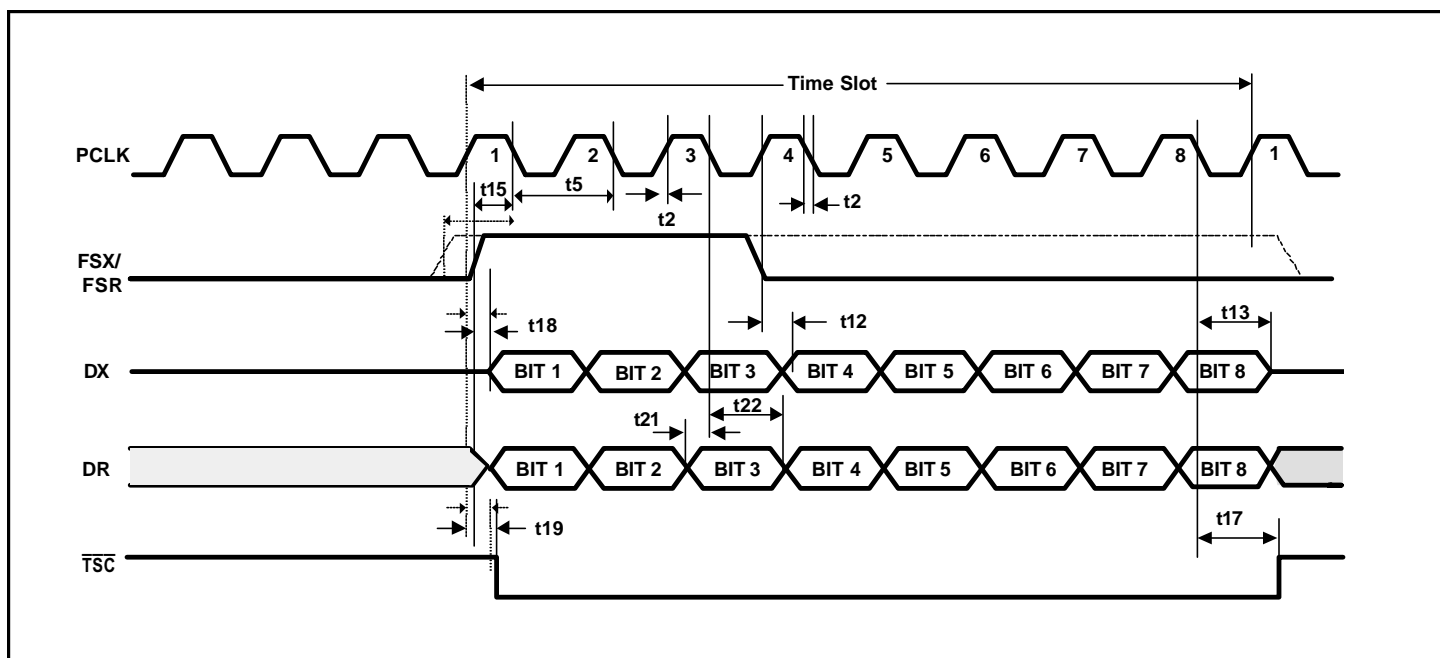 Time Slot
PCLK
1 2 3 4 5 6 7 8 1
t15 t5 t2 t2
FSX/
FSR
t18 t12 t13
DX
BIT 1 BIT 2 BIT 3 BIT 4 BIT 5 BIT 6 BIT 7 BIT 8
t21 t22
DR
BIT 1 BIT 2 BIT 3 BIT 4 BIT 5 BIT 6 BIT 7 BIT 8
t19 t17
TSC